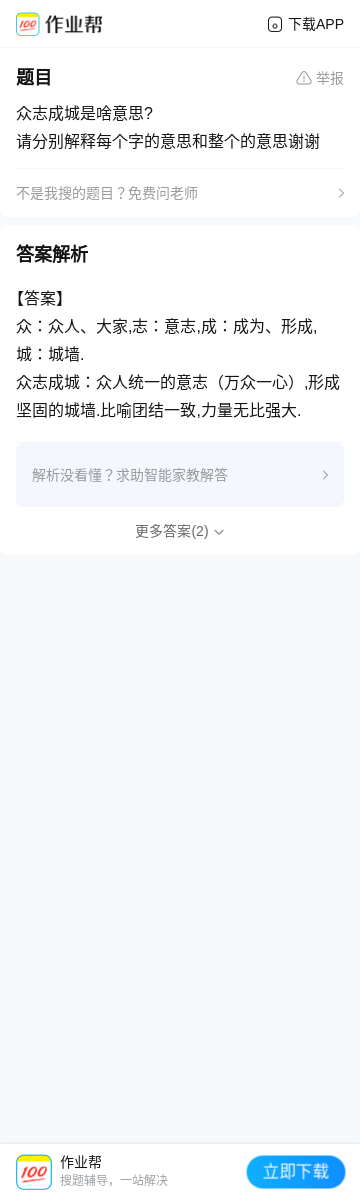 作业帮
下载APP
题目
举报
众志成城是啥意思?
请分别解释每个字的意思和整个的意思谢谢
不是我搜的题目？免费问老师
答案解析
【答案】
众：众人、大家,志：意志,成：成为、形成,
城：城墙.
众志成城：众人统一的意志（万众一心）,形成
坚固的城墙.比喻团结一致,力量无比强大.
解析没看懂？求助智能家教解答
更多答案(2)
100
作业帮
搜题辅导，一站解决
立即下载